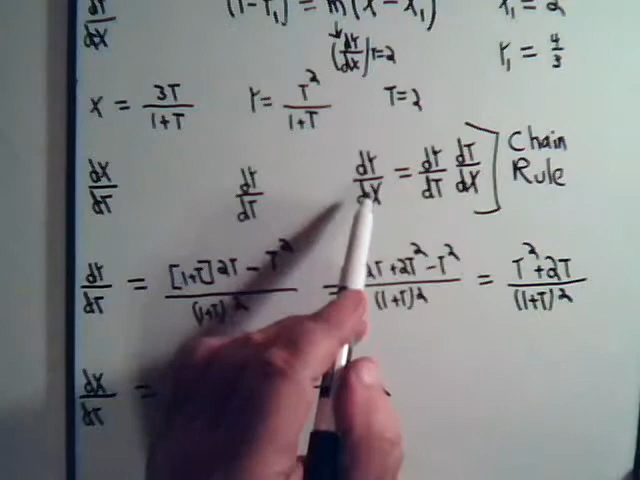 dY/dX (Y-Y₁) = m(X-X₁) X₁ = 2
(dY/dX)T=2 Y₁ = 4/3
X = 3T/1+T Y = T²/1+T T=2
dX/dT dY/dT dY/dX = dY/dT dT/dX ] Chain Rule
dY/dT = [1+T]2T - T²/(1+T)² = 2T+2T²-T²/(1+T)² = T²+2T/(1+T)²
dX/dT =